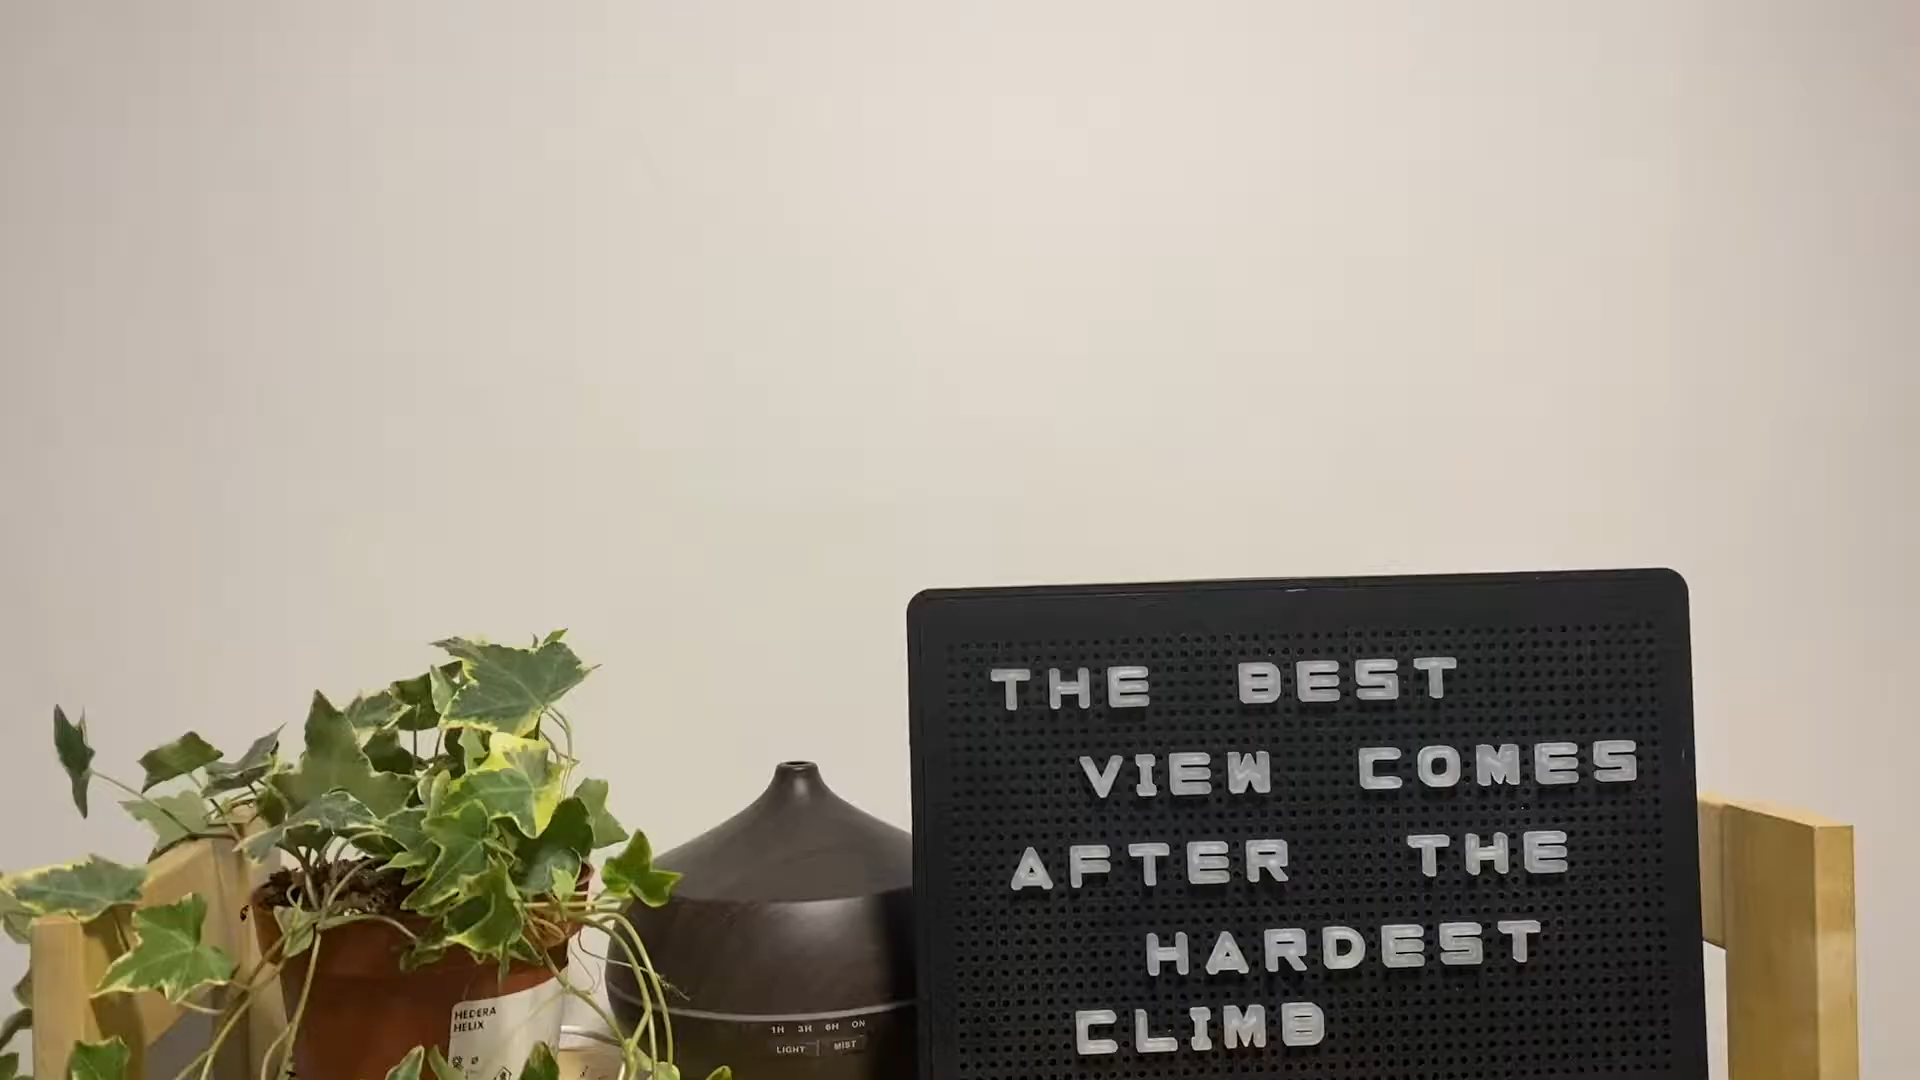 THE BEST
VIEW COMES
AFTER THE
HARDEST
CLIMB
HEDERA
HELIX
1H 3H 6H ON
LIGHT MIST